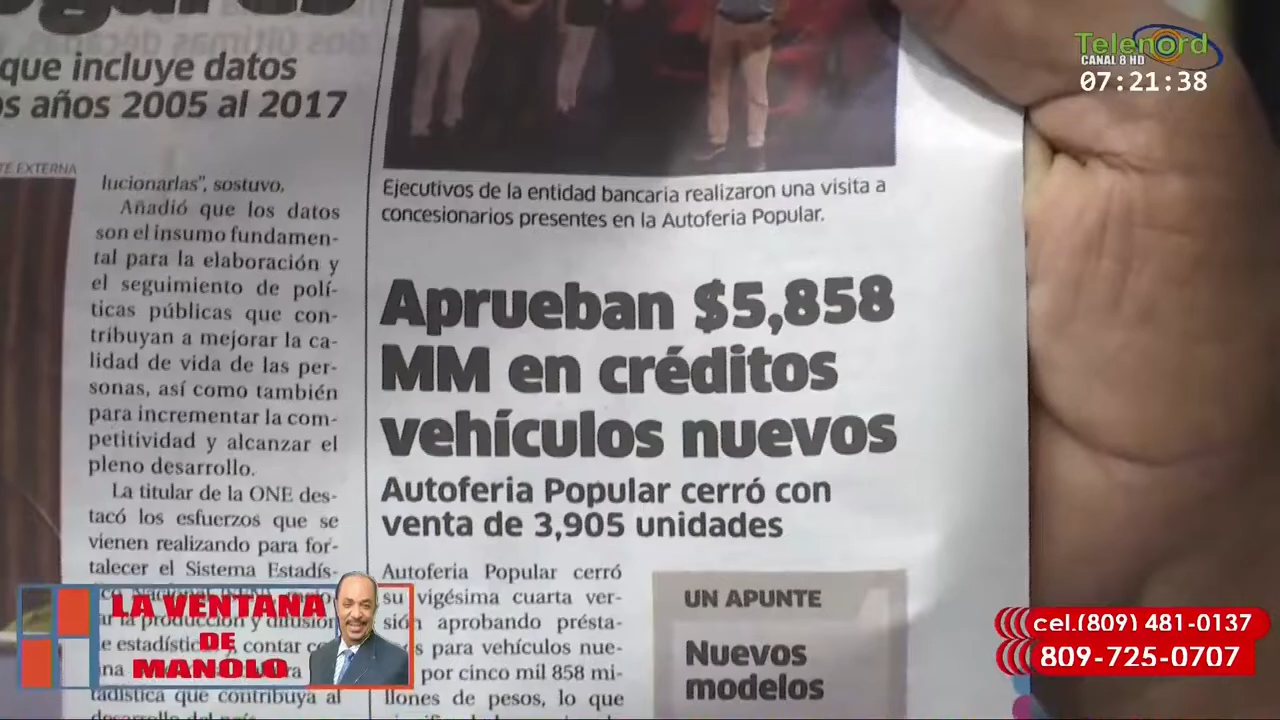 que incluye datos
os años 2005 al 2017
TE EXTERNA
lucionarlas”, sostuvo.
Añadió que los datos
son el insumo fundamen-
tal para la elaboración y
el seguimiento de polí-
ticas públicas que con-
tribuyan a mejorar la ca-
lidad de vida de las per-
sonas, así como también
para incrementar la com-
petitividad y alcanzar el
pleno desarrollo.
La titular de la ONE des-
tacó los esfuerzos que se
vienen realizando para for-
talecer el Sistema Estadís-
la producción y difusión
estadística contar
tadística que contribuya al
Ejecutivos de la entidad bancaria realizaron una visita a
concesionarios presentes en la Autoferia Popular.
Aprueban $5,858
MM en créditos
vehículos nuevos
Autoferia Popular cerró con
venta de 3,905 unidades
Autoferia Popular cerró
su vigésima cuarta ver-
sión aprobando présta-
para vehículos nue-
por cinco mil 858 mi-
llones de pesos, lo que
UN APUNTE
Nuevos
modelos
Telenord
CANAL 8 HD
07:21:38
LA VENTANA
DE
MANOLO
cel.(809) 481-0137
809-725-0707